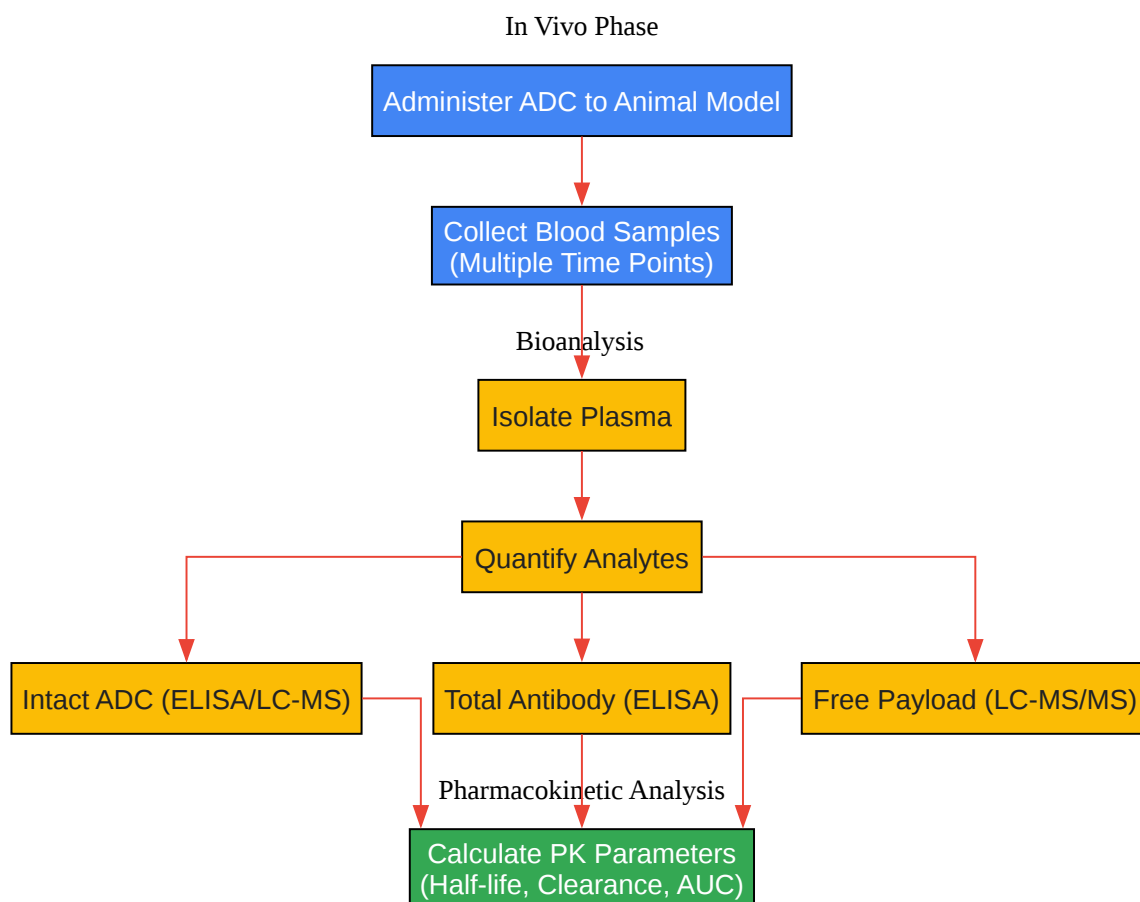 In Vivo Phase
Administer ADC to Animal Model
Collect Blood Samples
(Multiple Time Points)
Bioanalysis
Isolate Plasma
Quantify Analytes
Intact ADC (ELISA/LC-MS)
Total Antibody (ELISA)
Free Payload (LC-MS/MS)
Pharmacokinetic Analysis
Calculate PK Parameters
(Half-life, Clearance, AUC)